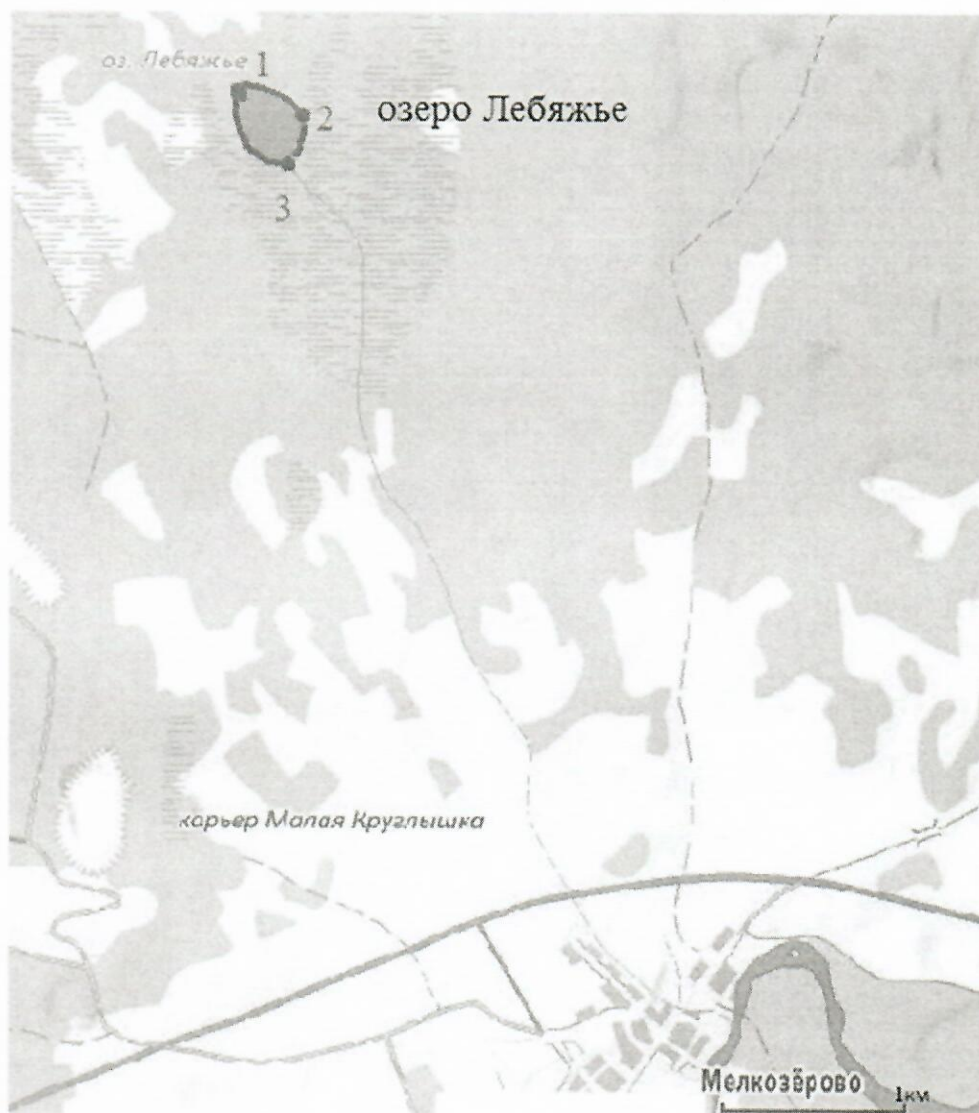 оз. Лебяжье
1
2
озеро Лебяжье
3
карьер Малая Круглышка
Мелкозёрово
1км